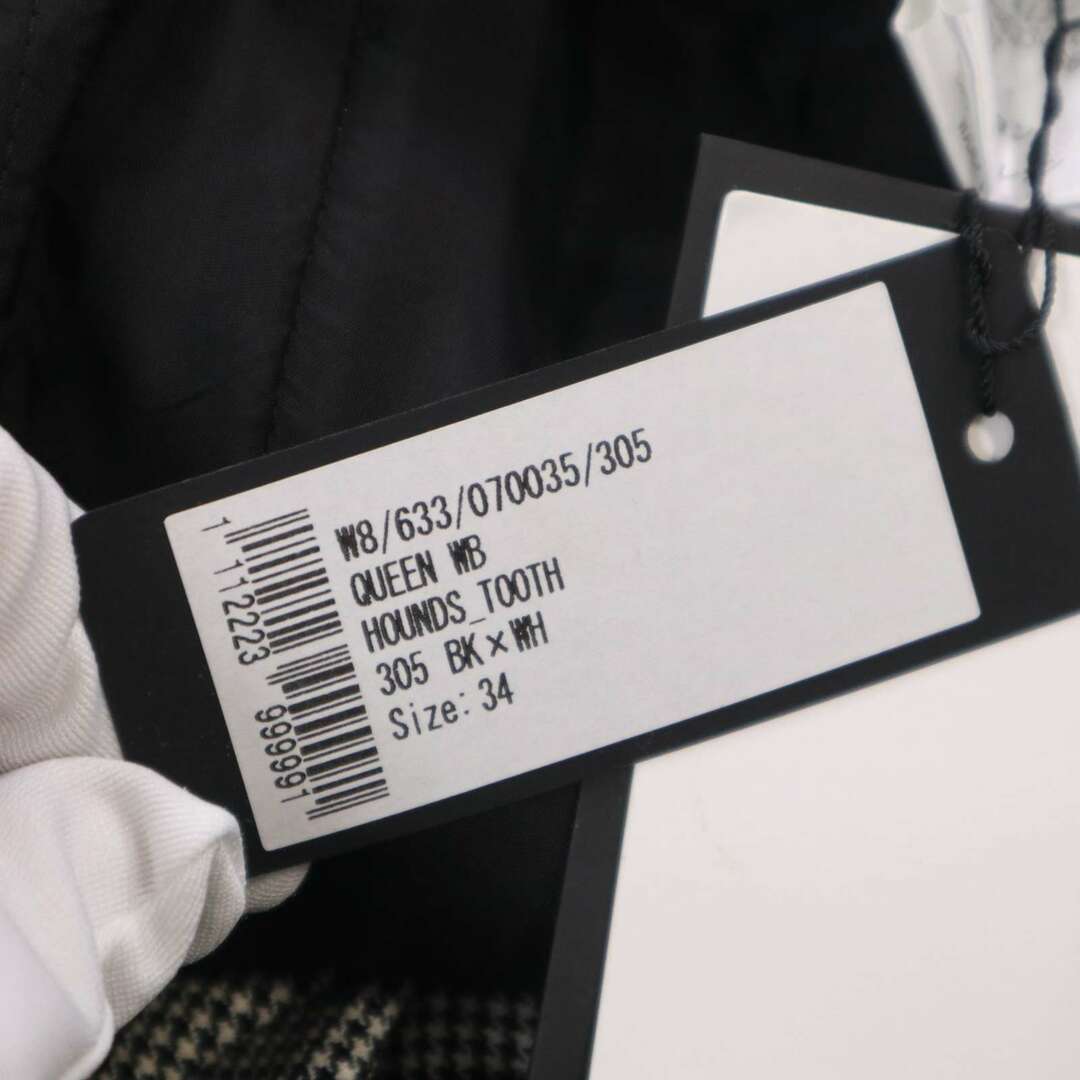 W8/633/070035/305
QUEEN WB
HOUNDS_TOOTH
305 BK×WH
Size: 34
1 112223 999991